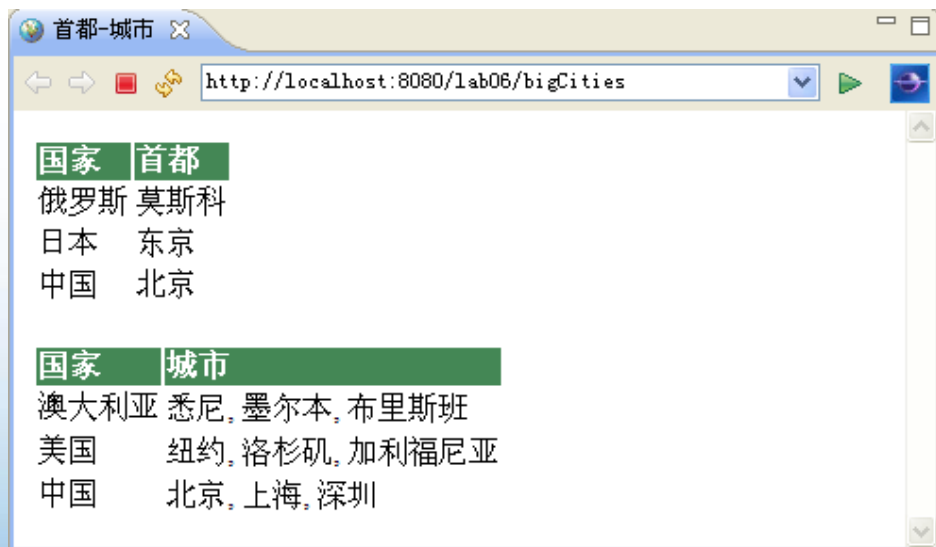 首都-城市
http://localhost:8080/lab06/bigCities
国家 首都
俄罗斯 莫斯科
日本 东京
中国 北京
国家 城市
澳大利亚 悉尼, 墨尔本, 布里斯班
美国 纽约, 洛杉矶, 加利福尼亚
中国 北京, 上海, 深圳